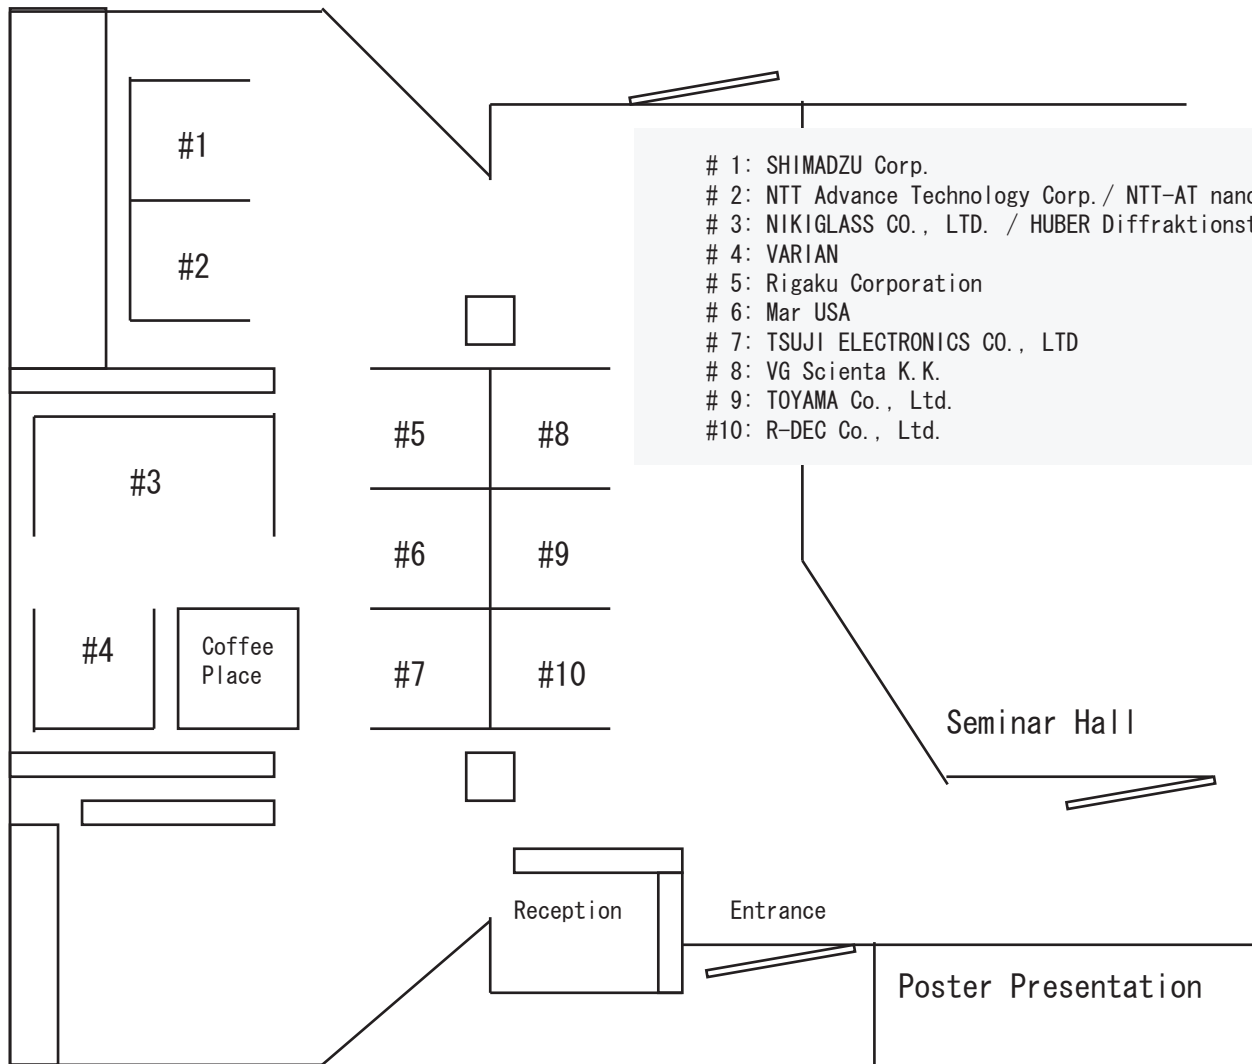 #1
#2
# 1: SHIMADZU Corp.
# 2: NTT Advance Technology Corp./ NTT-AT
# 3: NIKIGLASS CO., LTD. / HUBER
# 4: VARIAN
# 5: Rigaku Corporation
# 6: Mar USA
# 7: TSUJI ELECTRONICS CO., LTD
# 8: VG Scienta K.K.
# 9: TOYAMA Co., Ltd.
#10: R-DEC Co., Ltd.
#5
#8
#3
#6
#9
#4
Coffee
Place
#7
#10
Seminar Hall
Reception
Entrance
Poster Presentation